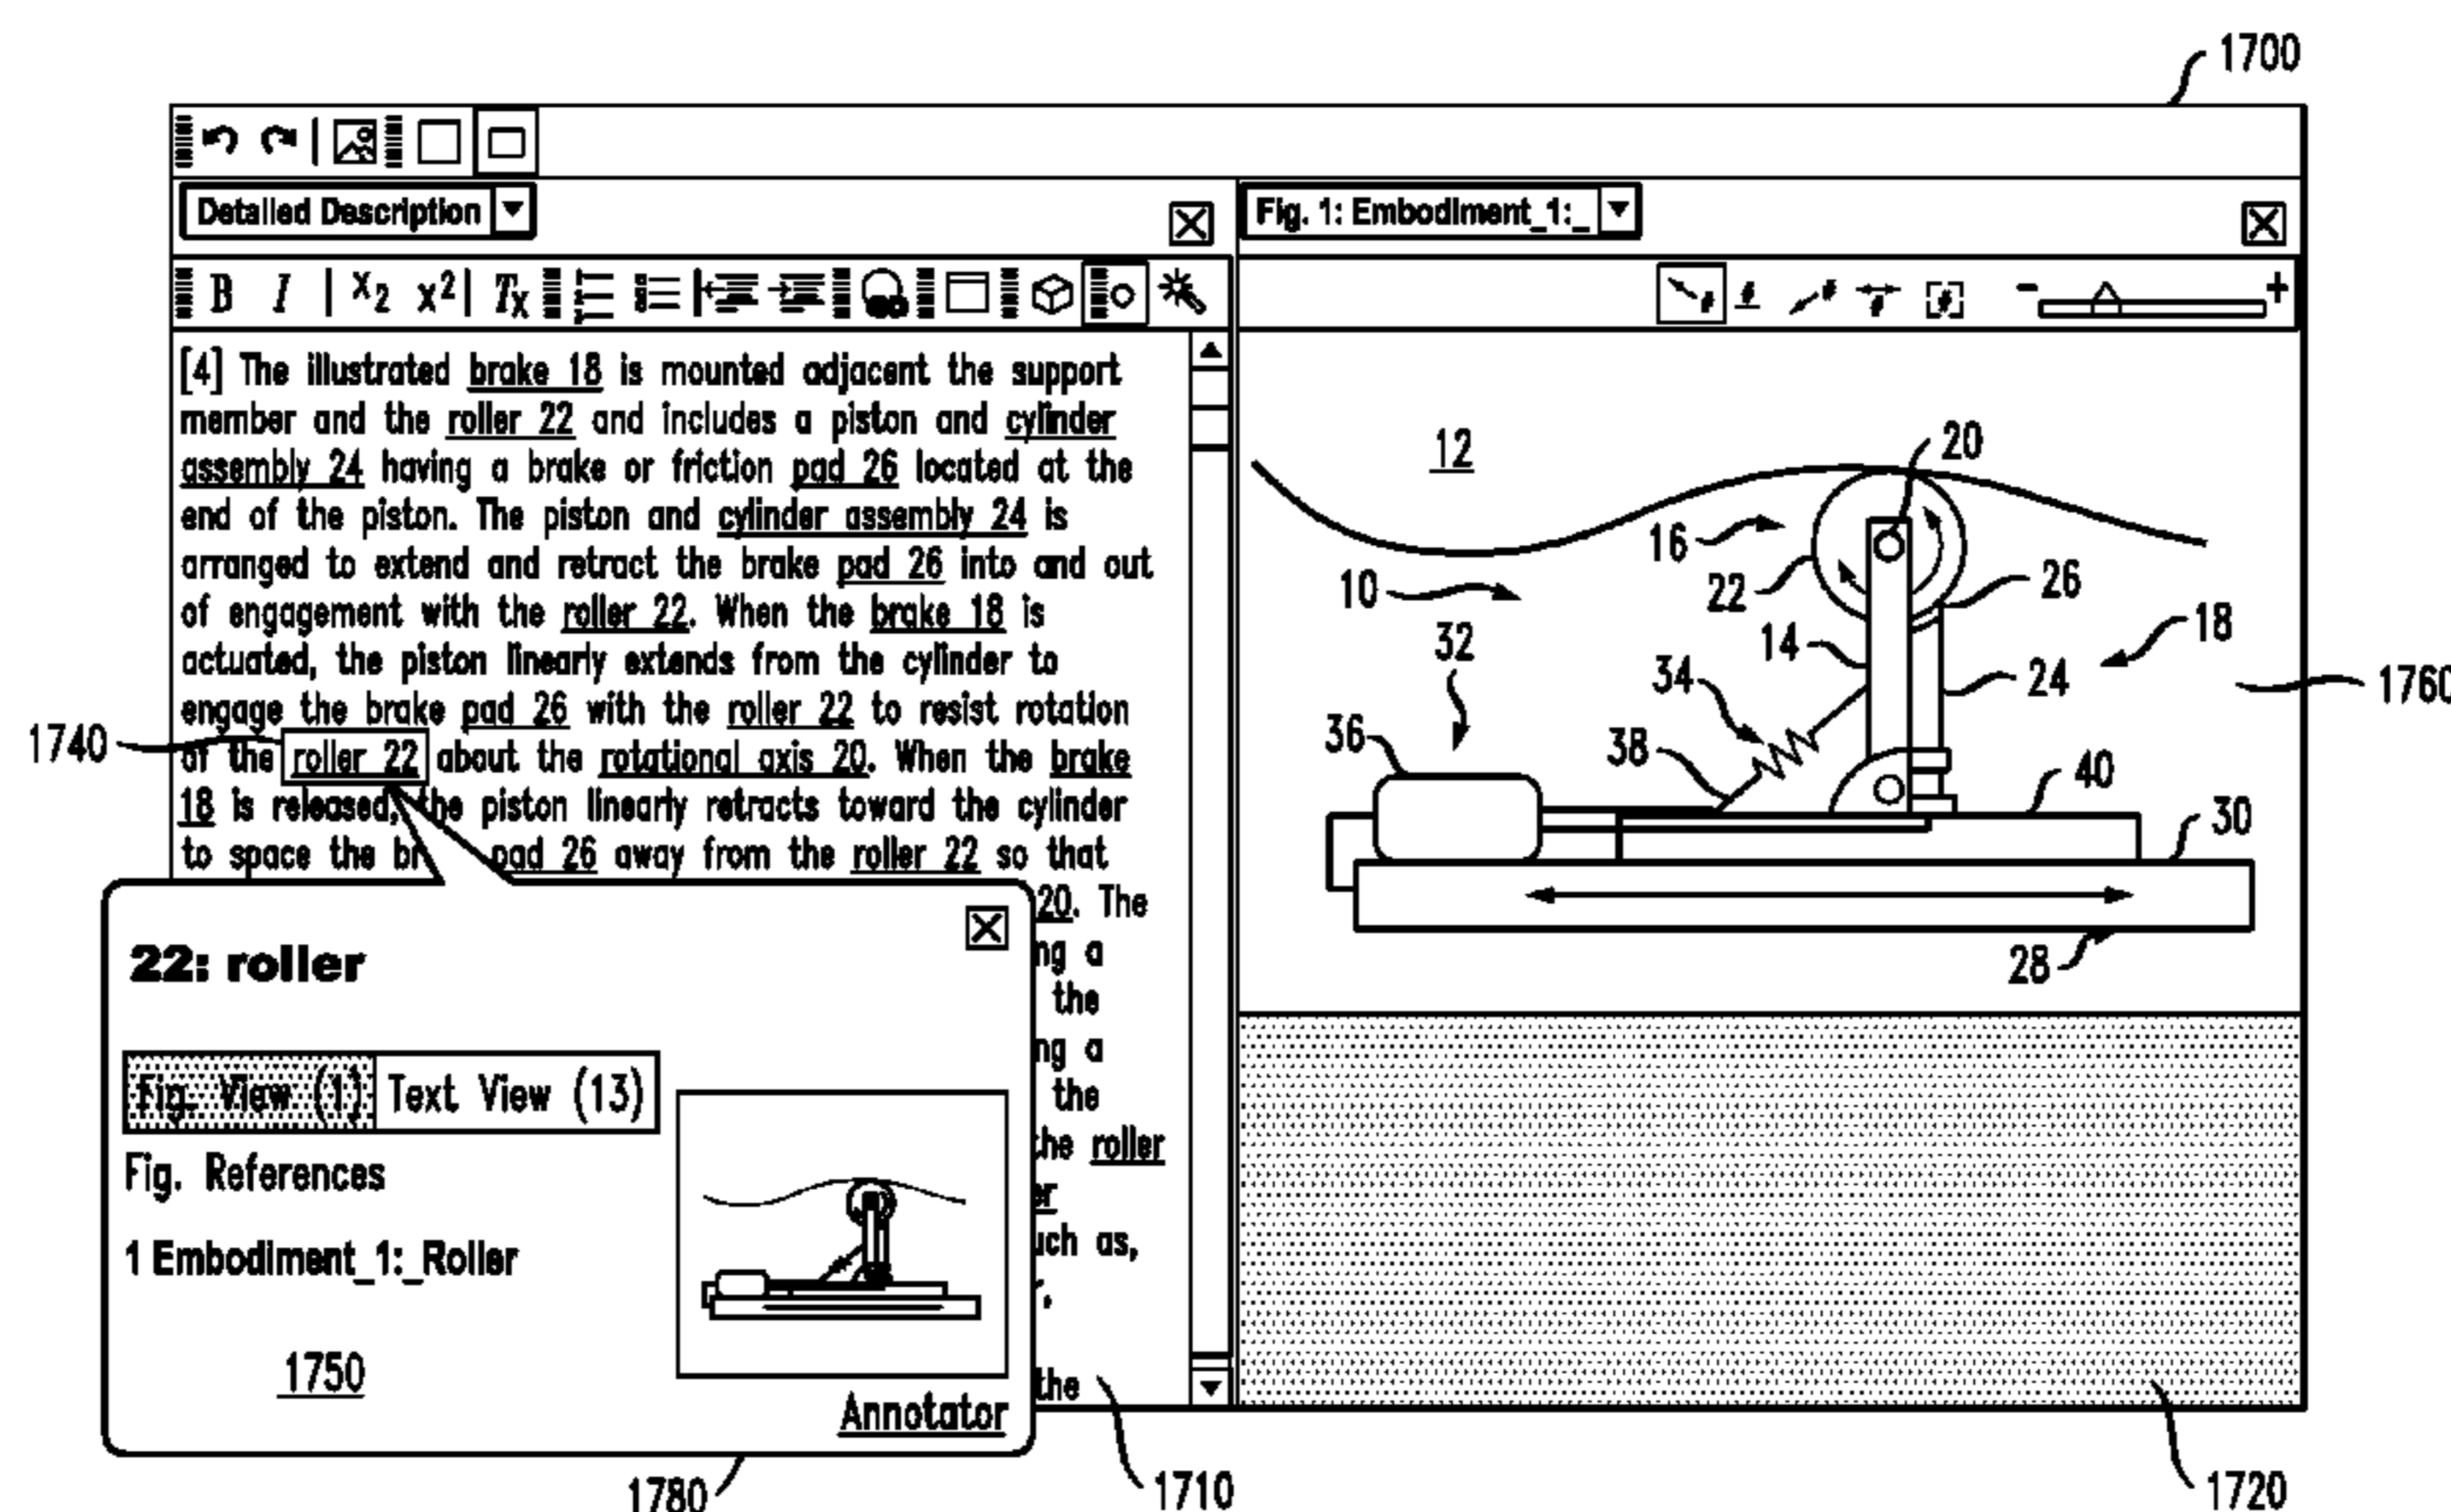 1700
Detailed Description
Fig. 1: Embodiment_1:_
B I X2 X2 Tx
# # # # [#] - +
[4] The illustrated brake 18 is mounted adjacent the support
member and the roller 22 and includes a piston and cylinder
assembly 24 having a brake or friction pad 26 located at the
end of the piston. The piston and cylinder assembly 24 is
arranged to extend and retract the brake pad 26 into and out
of engagement with the roller 22. When the brake 18 is
actuated, the piston linearly extends from the cylinder to
engage the brake pad 26 with the roller 22 to resist rotation
1740
of the roller 22 about the rotational axis 20. When the brake
18 is released, the piston linearly retracts toward the cylinder
to space the br pad 26 away from the roller 22 so that
20. The
ng a
the
ng a
the
the roller
er
uch as,
r.
the
22: roller
Fig. View (1) Text View (13)
Fig. References
1 Embodiment_1:_Roller
1750
Annotator
1780
1710
12
20
16
10
22
26
32
14
18
34
24
1760
36
38
40
30
28
1720